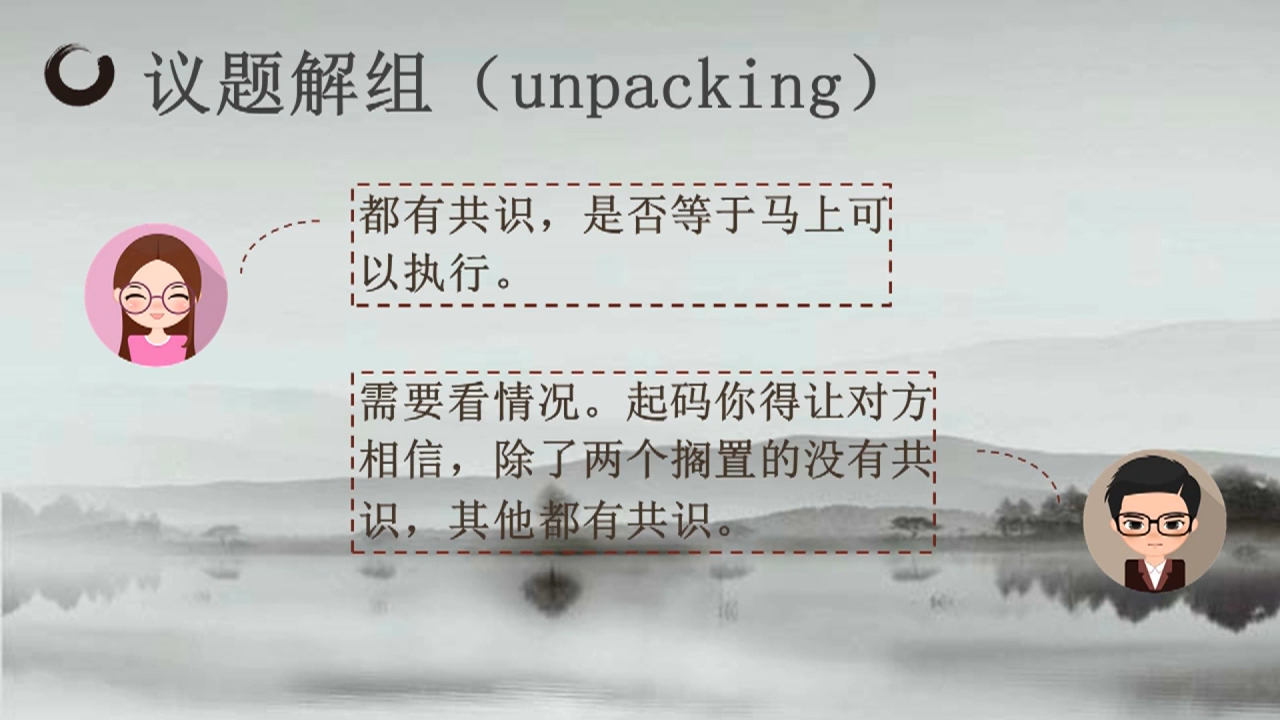 议题解组（unpacking）
都有共识，是否等于马上可
以执行。
需要看情况。起码你得让对方
相信，除了两个搁置的没有共
识，其他都有共识。